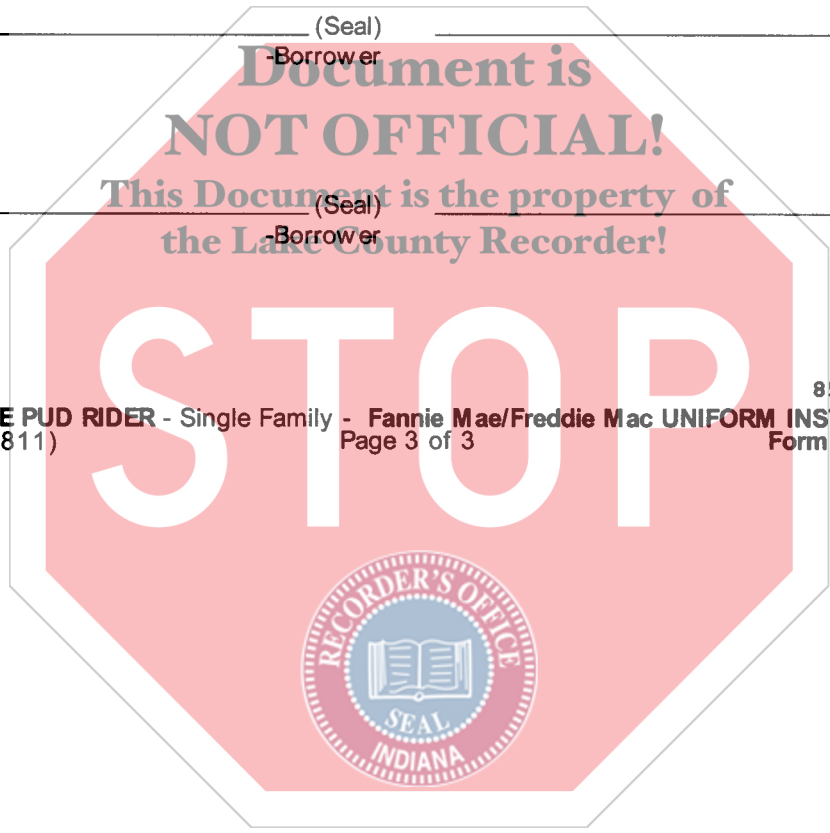 (Seal)
-Borrower
Document is
NOT OFFICIAL!
This Document is the property of
the Lake County Recorder!
(Seal)
-Borrower
STOP
E PUD RIDER - Single Family - Fannie Mae/Freddie Mac UNIFORM INS
811) Page 3 of 3 Form
RECORDER'S OFFICE
SEAL
INDIANA